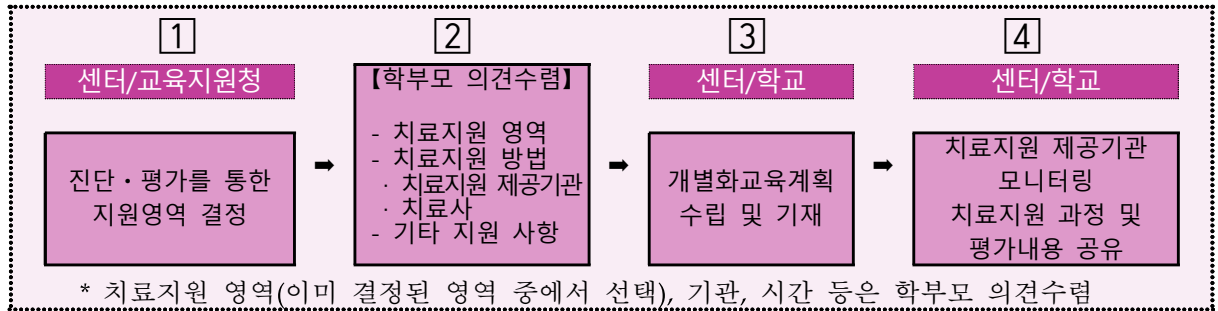 1
센터/교육지원청
진단・평가를 통한
지원영역 결정
➡
2
【학부모 의견수렴】
- 치료지원 영역
- 치료지원 방법
· 치료지원 제공기관
· 치료사
- 기타 지원 사항
➡
3
센터/학교
개별화교육계획
수립 및 기재
➡
4
센터/학교
치료지원 제공기관
모니터링
치료지원 과정 및
평가내용 공유
* 치료지원 영역(이미 결정된 영역 중에서 선택), 기관, 시간 등은 학부모 의견수렴